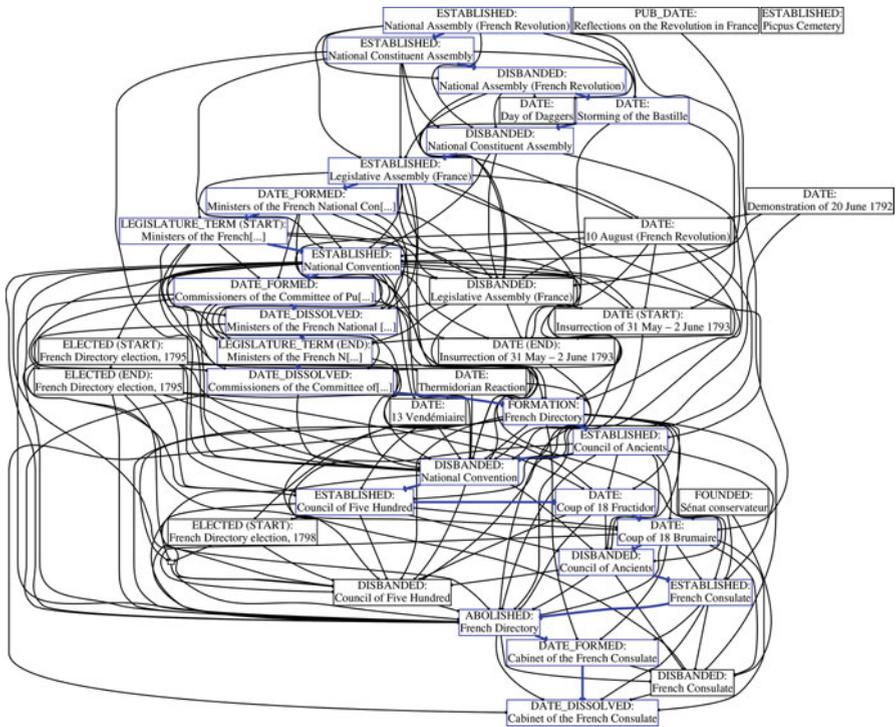 ESTABLISHED:
National Assembly (French Revolution)
PUB_DATE:
Reflections on the Revolution in France
ESTABLISHED:
Picpus Cemetery
ESTABLISHED:
National Constituent Assembly
DISBANDED:
National Assembly (French Revolution)
DATE:
Day of Daggers
DATE:
Storming of the Bastille
DISBANDED:
National Constituent Assembly
ESTABLISHED:
Legislative Assembly (France)
DATE_FORMED:
Ministers of the French National Con[...]
DATE:
Demonstration of 20 June 1792
LEGISLATURE_TERM (START):
Ministers of the French[...]
DATE:
10 August (French Revolution)
ESTABLISHED:
National Convention
DATE_FORMED:
Commissioners of the Committee of Pu[...]
DISBANDED:
Legislative Assembly (France)
DATE_DISSOLVED:
Ministers of the French National [...]
DATE (START):
Insurrection of 31 May – 2 June 1793
ELECTED (START):
French Directory election, 1795
LEGISLATURE_TERM (END):
Ministers of the French N[...]
DATE (END):
Insurrection of 31 May – 2 June 1793
ELECTED (END):
French Directory election, 1795
DATE_DISSOLVED:
Commissioners of the Committee of[...]
DATE:
Thermidorian Reaction
DATE:
13 Vendémiaire
FORMATION:
French Directory
ESTABLISHED:
Council of Ancients
DISBANDED:
National Convention
ESTABLISHED:
Council of Five Hundred
DATE:
Coup of 18 Fructidor
FOUNDED:
Sénat conservateur
ELECTED (START):
French Directory election, 1798
DATE:
Coup of 18 Brumaire
DISBANDED:
Council of Ancients
DISBANDED:
Council of Five Hundred
ESTABLISHED:
French Consulate
ABOLISHED:
French Directory
DATE_FORMED:
Cabinet of the French Consulate
DISBANDED:
French Consulate
DATE_DISSOLVED:
Cabinet of the French Consulate